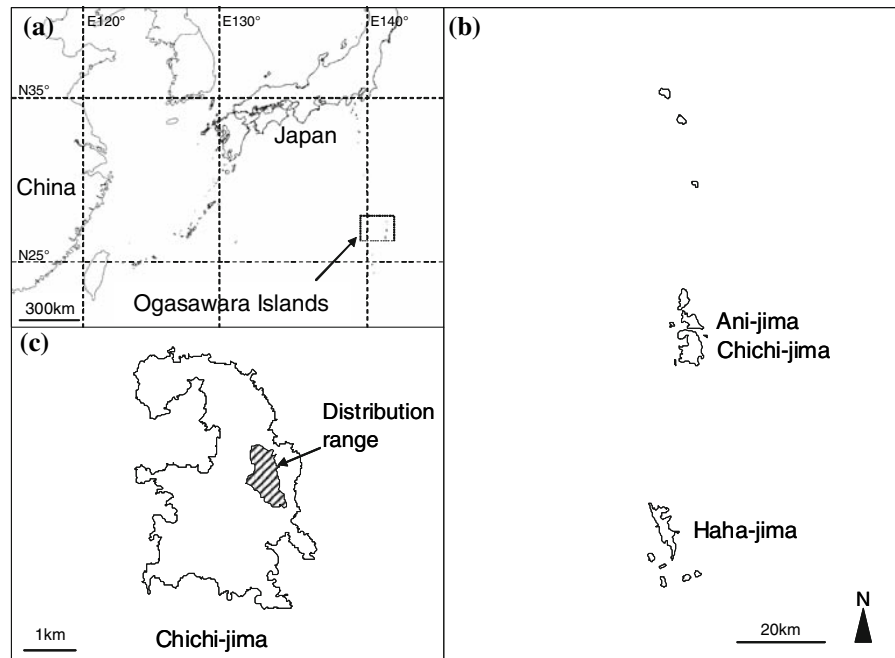 (a)
E120°
E130°
E140°
N35°
Japan
China
N25°
Ogasawara Islands
300km
(b)
Ani-jima
Chichi-jima
Haha-jima
N
20km
(c)
Distribution
range
1km
Chichi-jima